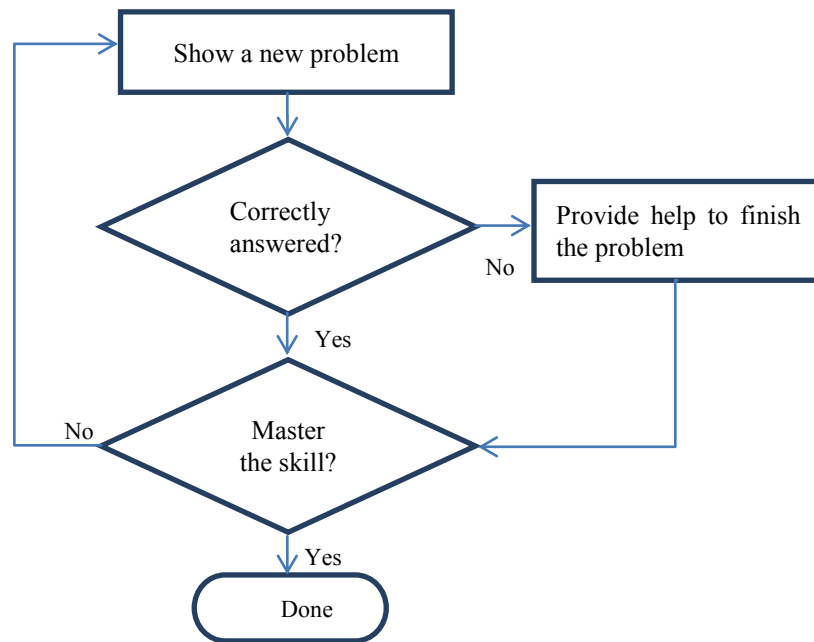 Show a new problem
Correctly
answered?
Provide help to finish
the problem
No
Yes
No
Master
the skill?
Yes
Done